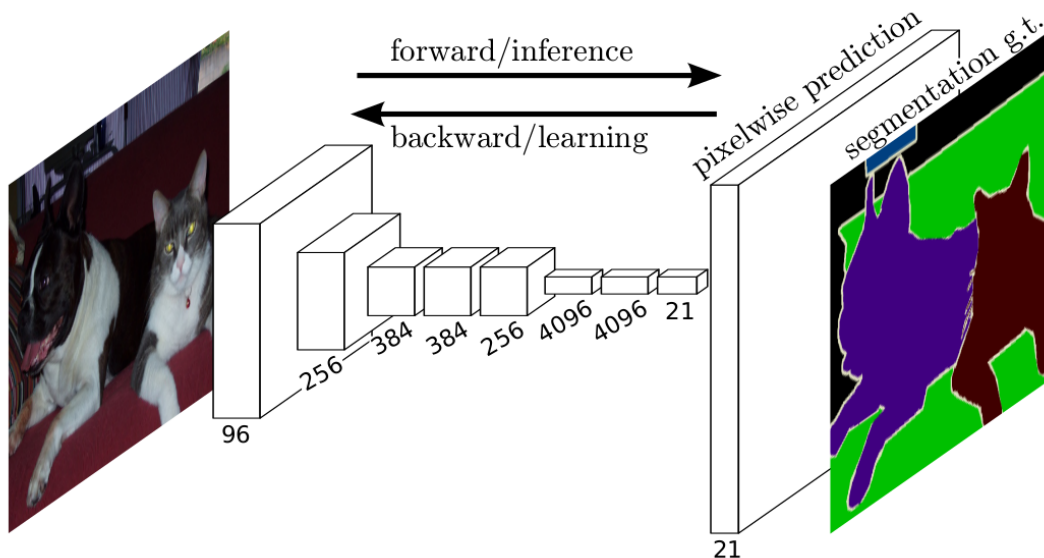 forward/inference
backward/learning
pixelwise prediction
segmentation g.t.
96
256
384
384
256
4096
4096
21
21